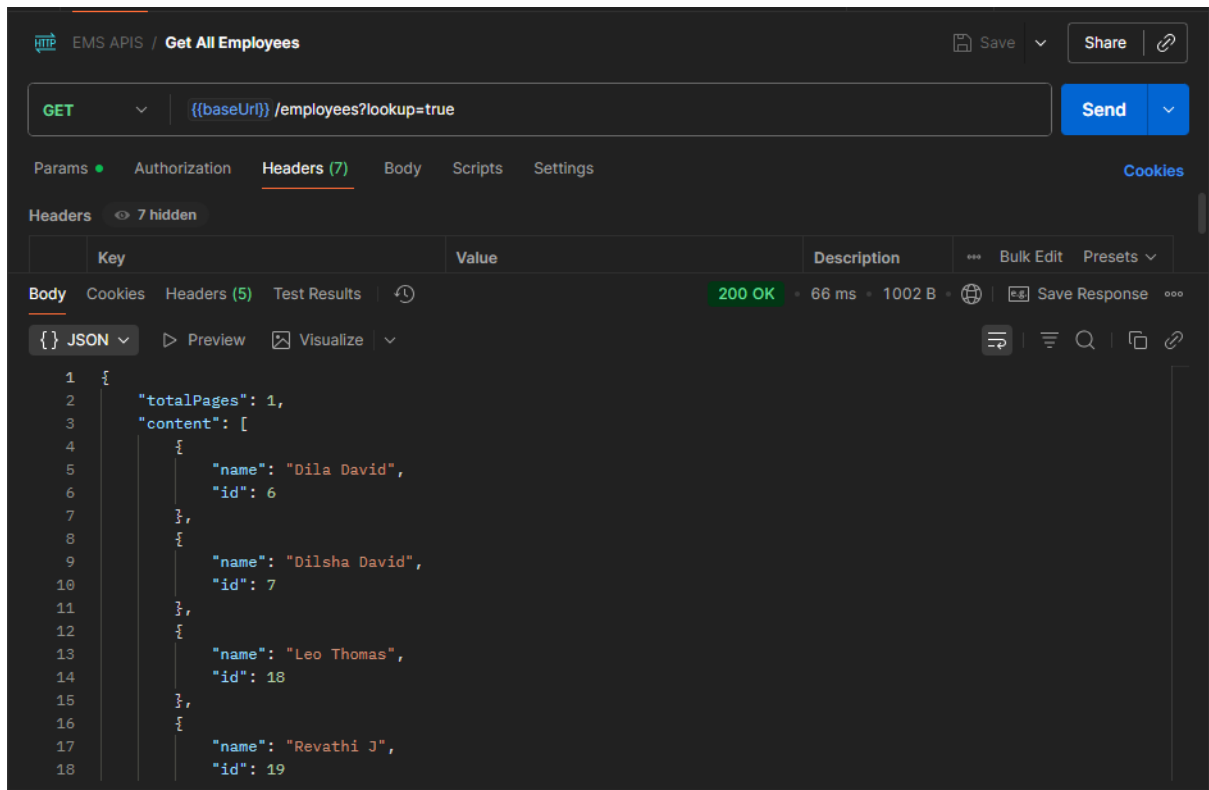 HTTP EMS APIS / Get All Employees Save Share
GET {{baseUrl}} /employees?lookup=true Send
Params Authorization Headers (7) Body Scripts Settings Cookies
Headers 7 hidden
Key Value Description Bulk Edit Presets
Body Cookies Headers (5) Test Results 200 OK 66 ms 1002 B e.g. Save Response
{} JSON Preview Visualize
1 {
2 "totalPages": 1,
3 "content": [
4 {
5 "name": "Dila David",
6 "id": 6
7 },
8 {
9 "name": "Dilsha David",
10 "id": 7
11 },
12 {
13 "name": "Leo Thomas",
14 "id": 18
15 },
16 {
17 "name": "Revathi J",
18 "id": 19